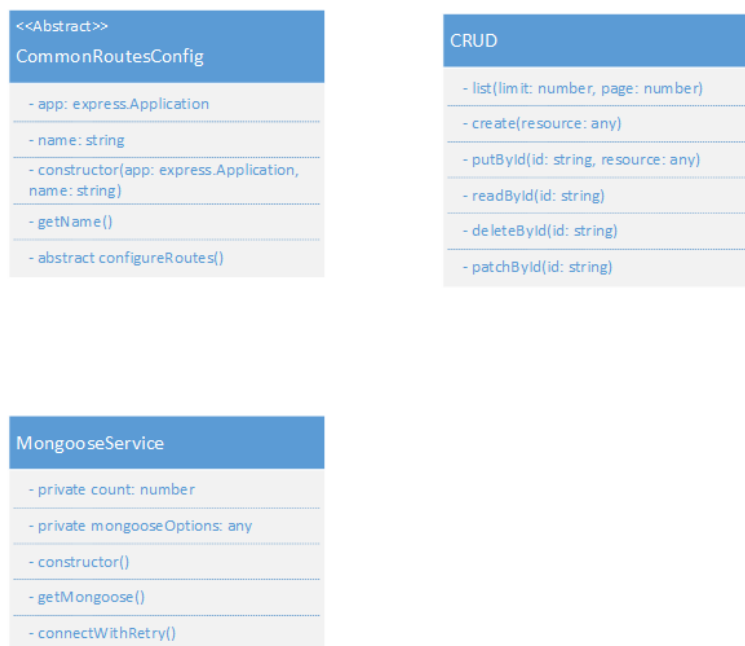 <<Abstract>>
CommonRoutesConfig
- app: express.Application
- name: string
- constructor(app: express.Application,
name: string)
- getName()
- abstract configureRoutes()
CRUD
- list(limit: number, page: number)
- create(resource: any)
- putById(id: string, resource: any)
- readById(id: string)
- deleteById(id: string)
- patchById(id: string)
MongooseService
- private count: number
- private mongooseOptions: any
- constructor()
- getMongoose()
- connectWithRetry()